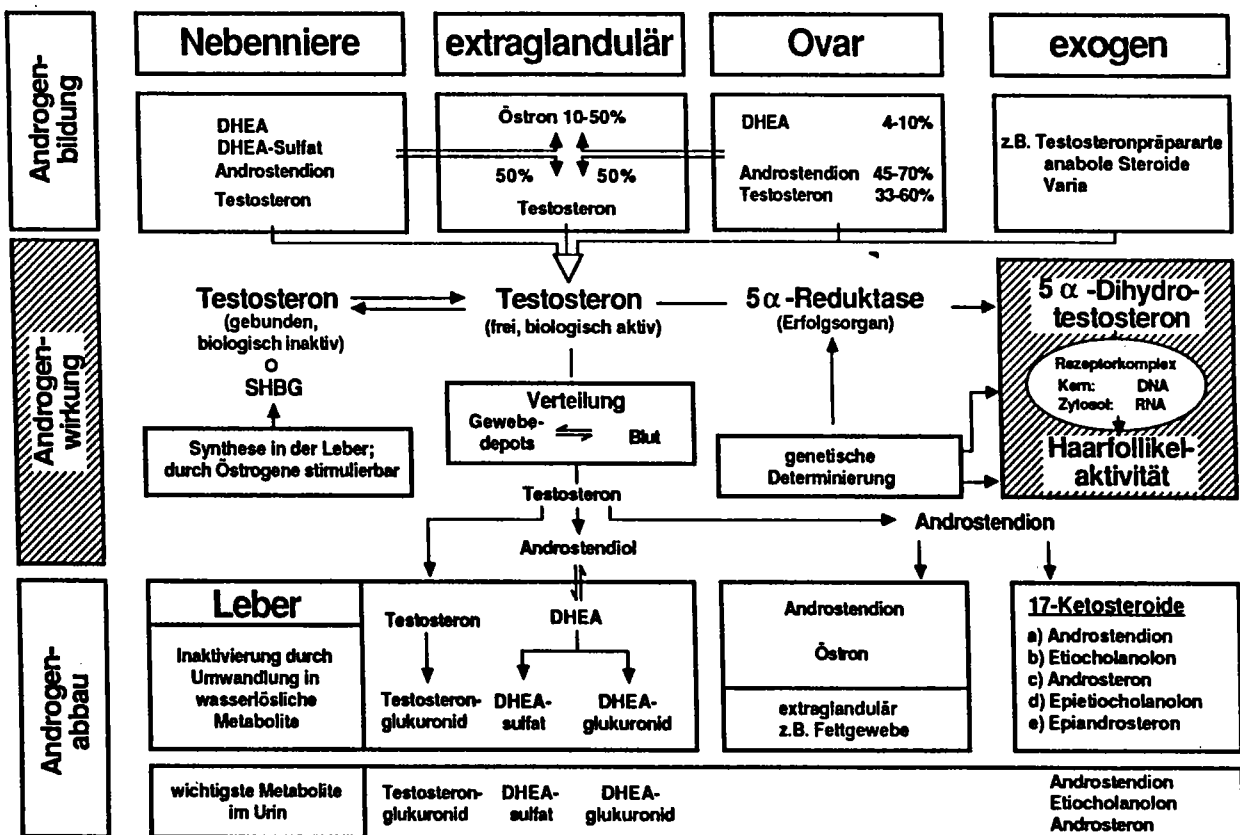 Androgen-
bildung
Nebenniere
extraglandulär
Ovar
exogen
DHEA
DHEA-Sulfat
Androstendion
Testosteron
Östron 10-50%
50%
50%
Testosteron
DHEA 4-10%
Androstendion 45-70%
Testosteron 33-60%
z.B. Testosteronpräpararte
anabole Steroide
Varia
Androgen-
wirkung
Testosteron
(gebunden,
biologisch inaktiv)
SHBG
Synthese in der Leber;
durch Östrogene stimulierbar
Testosteron
(frei, biologisch aktiv)
Verteilung
Gewebe-
depots
Blut
5α-Reduktase
(Erfolgsorgan)
genetische
Determinierung
5 α-Dihydro-
testosteron
Rezeptorkomplex
Kern: DNA
Zytosol: RNA
Haarfollikel-
aktivität
Testosteron
Androstendiol
Androstendion
Androgen-
abbau
Leber
Inaktivierung durch
Umwandlung in
wasserlösliche
Metabolite
Testosteron
DHEA
Testosteron-
glukuronid
DHEA-
sulfat
DHEA-
glukuronid
Androstendion
Östron
extraglandulär
z.B. Fettgewebe
17-Ketosteroide
a) Androstendion
b) Etiocholanolon
c) Androsteron
d) Epietiocholanolon
e) Epiandrosteron
wichtigste Metabolite
im Urin
Testosteron-
glukuronid
DHEA-
sulfat
DHEA-
glukuronid
Androstendion
Etiocholanolon
Androsteron